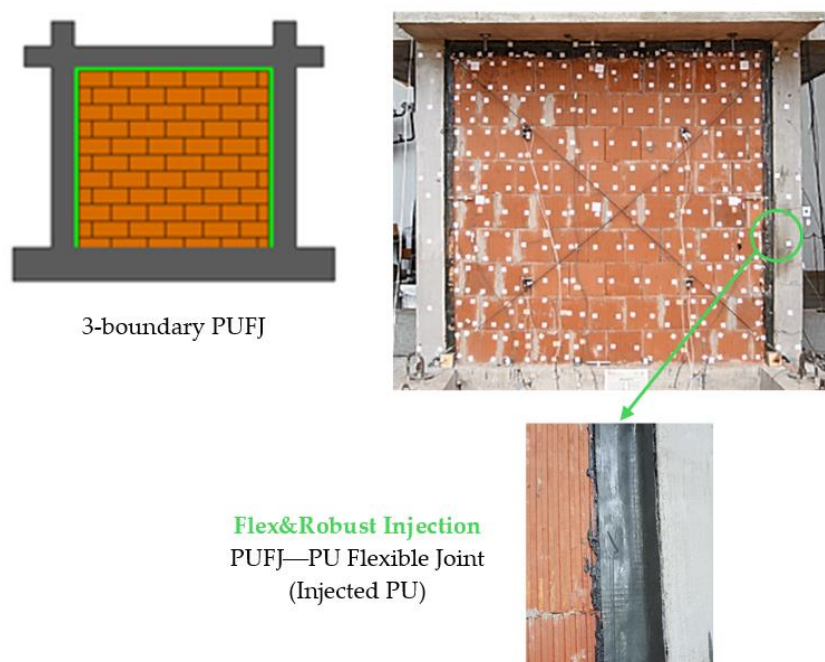 3-boundary PUFJ
Flex&Robust Injection
PUFJ—PU Flexible Joint
(Injected PU)